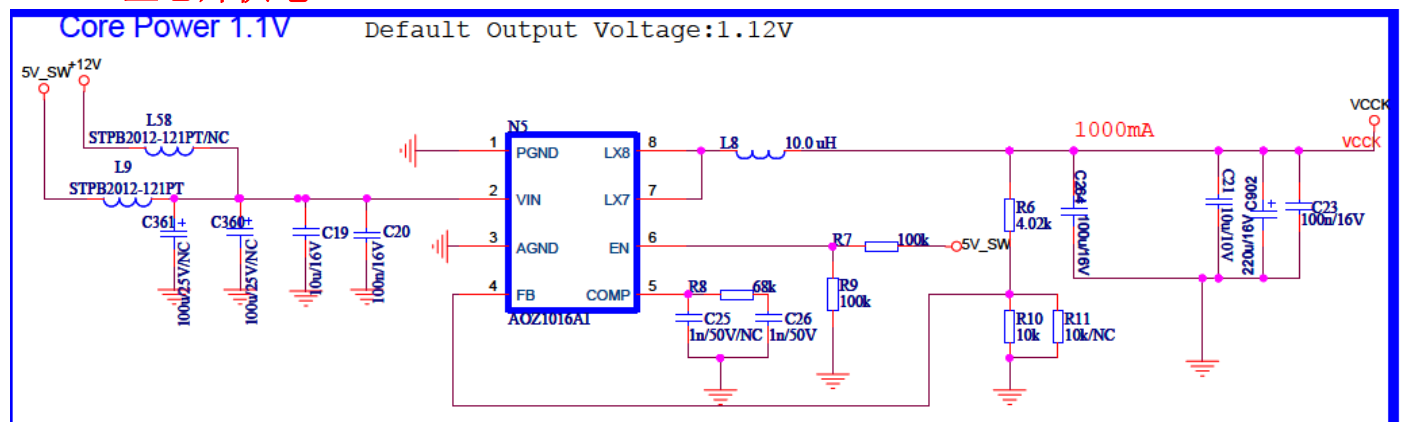 Core Power 1.1V
Default Output Voltage:1.12V
5V_SW
+12V
L58
STPB2012-121PT/NC
L9
STPB2012-121PT
C361
+
100u/25V/NC
C360
+
100u/25V/NC
C19
10u/16V
C20
100n/16V
N5
1
PGND
2
VIN
3
AGND
4
FB
LX8
8
LX7
7
EN
6
COMP
5
AOZ1016AI
L8
10.0 uH
R7
100k
5V_SW
R8
68k
R9
100k
C25
1n/50V/NC
C26
1n/50V
R6
4.02k
R10
10k
R11
10k/NC
1000mA
C264
100u/16V
C21
10u/10V
C902
+
220u/16V
C23
100n/16V
VCCK
VCCK